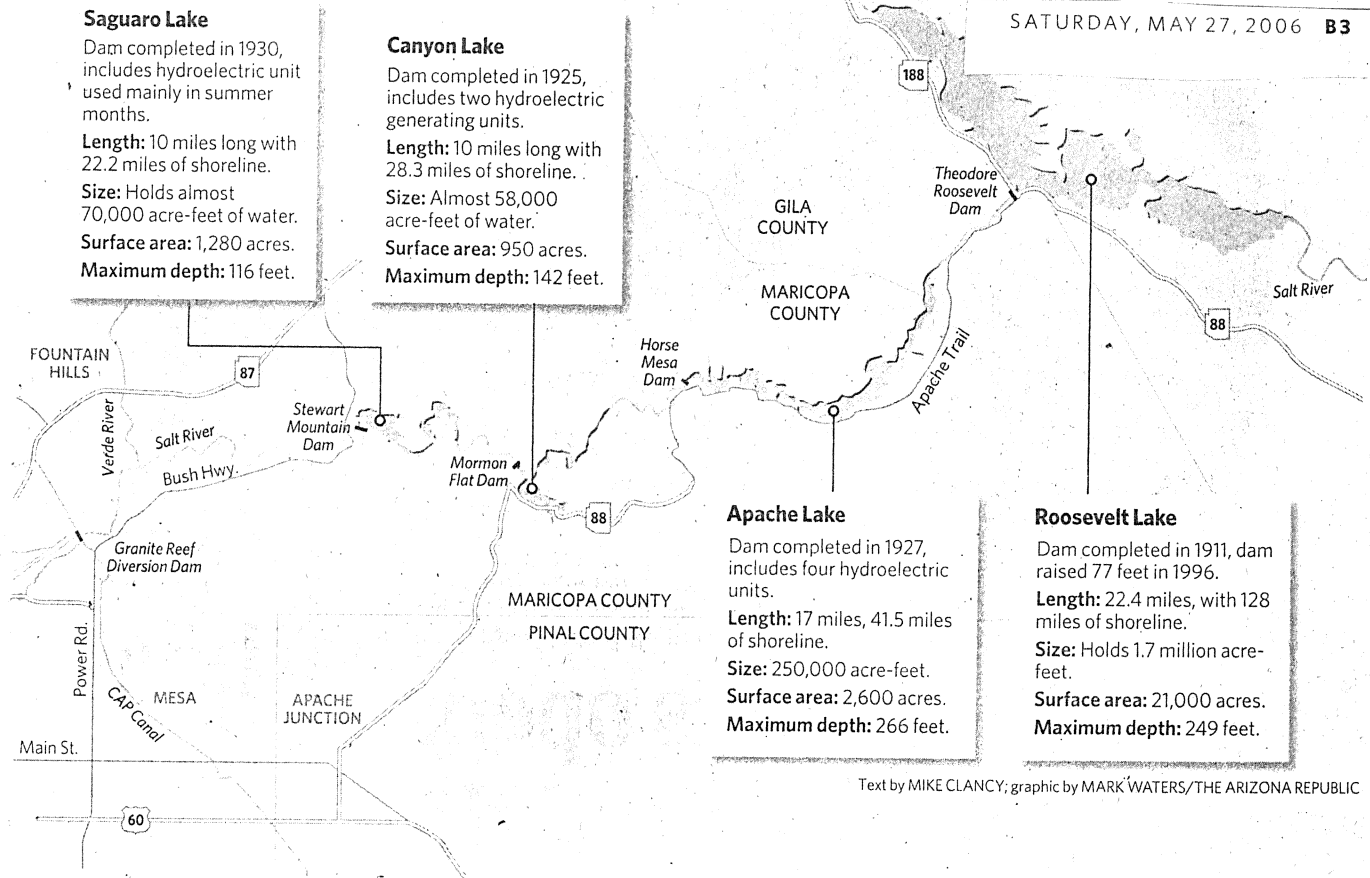 SATURDAY, MAY 27, 2006 B3
Saguaro Lake
Dam completed in 1930,
includes hydroelectric unit
used mainly in summer
months.
Length: 10 miles long with
22.2 miles of shoreline.
Size: Holds almost
70,000 acre-feet of water.
Surface area: 1,280 acres.
Maximum depth: 116 feet.
Canyon Lake
Dam completed in 1925,
includes two hydroelectric
generating units.
Length: 10 miles long with
28.3 miles of shoreline.
Size: Almost 58,000
acre-feet of water.
Surface area: 950 acres.
Maximum depth: 142 feet.
188
Theodore
Roosevelt
Dam
GILA
COUNTY
MARICOPA
COUNTY
Salt River
88
Horse
Mesa
Dam
Apache Trail
FOUNTAIN
HILLS
87
Verde River
Salt River
Bush Hwy.
Stewart
Mountain
Dam
Mormon
Flat Dam
88
Granite Reef
Diversion Dam
MARICOPA COUNTY
PINAL COUNTY
Power Rd.
CAP Canal
MESA
APACHE
JUNCTION
Main St.
60
Apache Lake
Dam completed in 1927,
includes four hydroelectric
units.
Length: 17 miles, 41.5 miles
of shoreline.
Size: 250,000 acre-feet.
Surface area: 2,600 acres.
Maximum depth: 266 feet.
Roosevelt Lake
Dam completed in 1911, dam
raised 77 feet in 1996.
Length: 22.4 miles, with 128
miles of shoreline.
Size: Holds 1.7 million acre-
feet.
Surface area: 21,000 acres.
Maximum depth: 249 feet.
Text by MIKE CLANCY; graphic by MARK WATERS/THE ARIZONA REPUBLIC